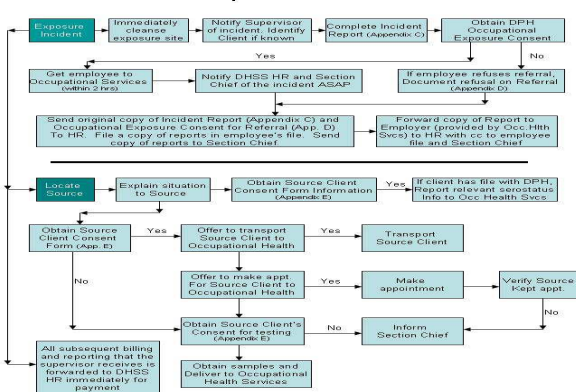 Exposure
Incident
Immediately
cleanse
exposure site
Notify Supervisor
of incident. Identify
Client if known
Complete Incident
Report (Appendix C)
Obtain DPH
Occupational
Exposure Consent
Yes
No
Get employee to
Occupational Services
(within 2 hrs)
Notify DHSS HR and Section
Chief of the incident ASAP
If employee refuses referral,
Document refusal on Referral
(Appendix D)
Send original copy of Incident Report (Appendix C) and
Occupational Exposure Consent for Referral (App. D)
To HR. File a copy of reports in employee's file. Send
copy of reports to Section Chief.
Forward copy of Report to
Employer (provided by Occ.Hlth
Svcs) to HR with cc to employee
file and Section Chief
Locate
Source
Explain situation
to Source
Obtain Source Client
Consent Form Information
(Appendix E)
Yes
If client has file with DPH,
Report relevant serostatus
Info to Occ Health Svcs
Obtain Source
Client Consent
Form (App. E)
Yes
Offer to transport
Source Client to
Occupational Health
Yes
Transport
Source Client
No
Offer to make appt.
For Source Client to
Occupational Health
Yes
Make
appointment
Verify Source
Kept appt.
No
Obtain Source Client's
Consent for testing
(Appendix E)
No
Inform
Section Chief
All subsequent billing
and reporting that the
supervisor receives is
forwarded to DHSS
HR immediately for
payment
Obtain samples and
Deliver to Occupational
Health Services